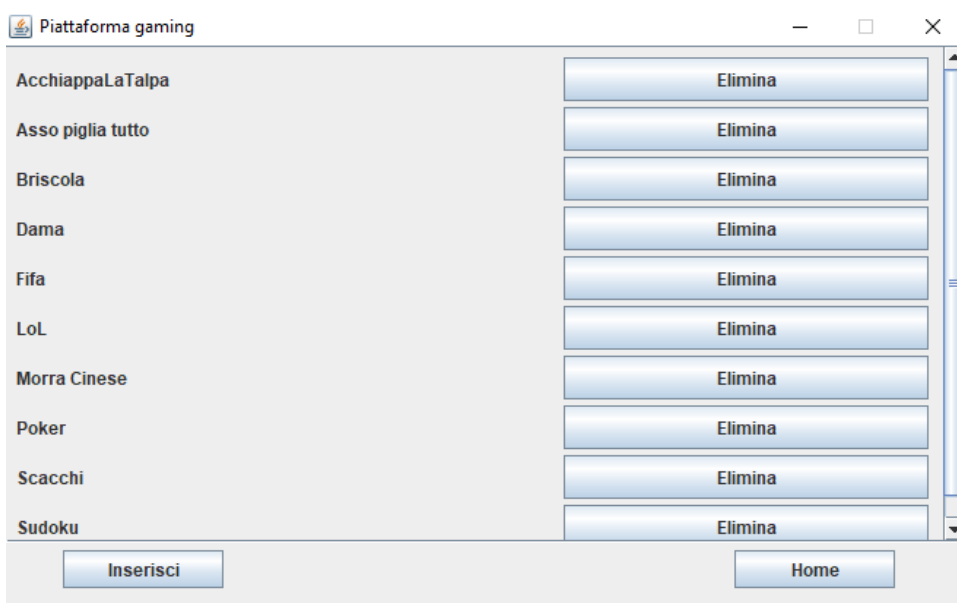 Piattaforma gaming
AcchiappaLaTalpa Elimina
Asso piglia tutto Elimina
Briscola Elimina
Dama Elimina
Fifa Elimina
LoL Elimina
Morra Cinese Elimina
Poker Elimina
Scacchi Elimina
Sudoku Elimina
Inserisci Home